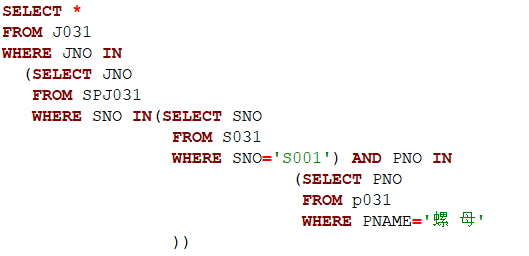 SELECT *
FROM J031
WHERE JNO IN
(SELECT JNO
FROM SPJ031
WHERE SNO IN(SELECT SNO
FROM S031
WHERE SNO='S001') AND PNO IN
(SELECT PNO
FROM p031
WHERE PNAME='螺 母'
))